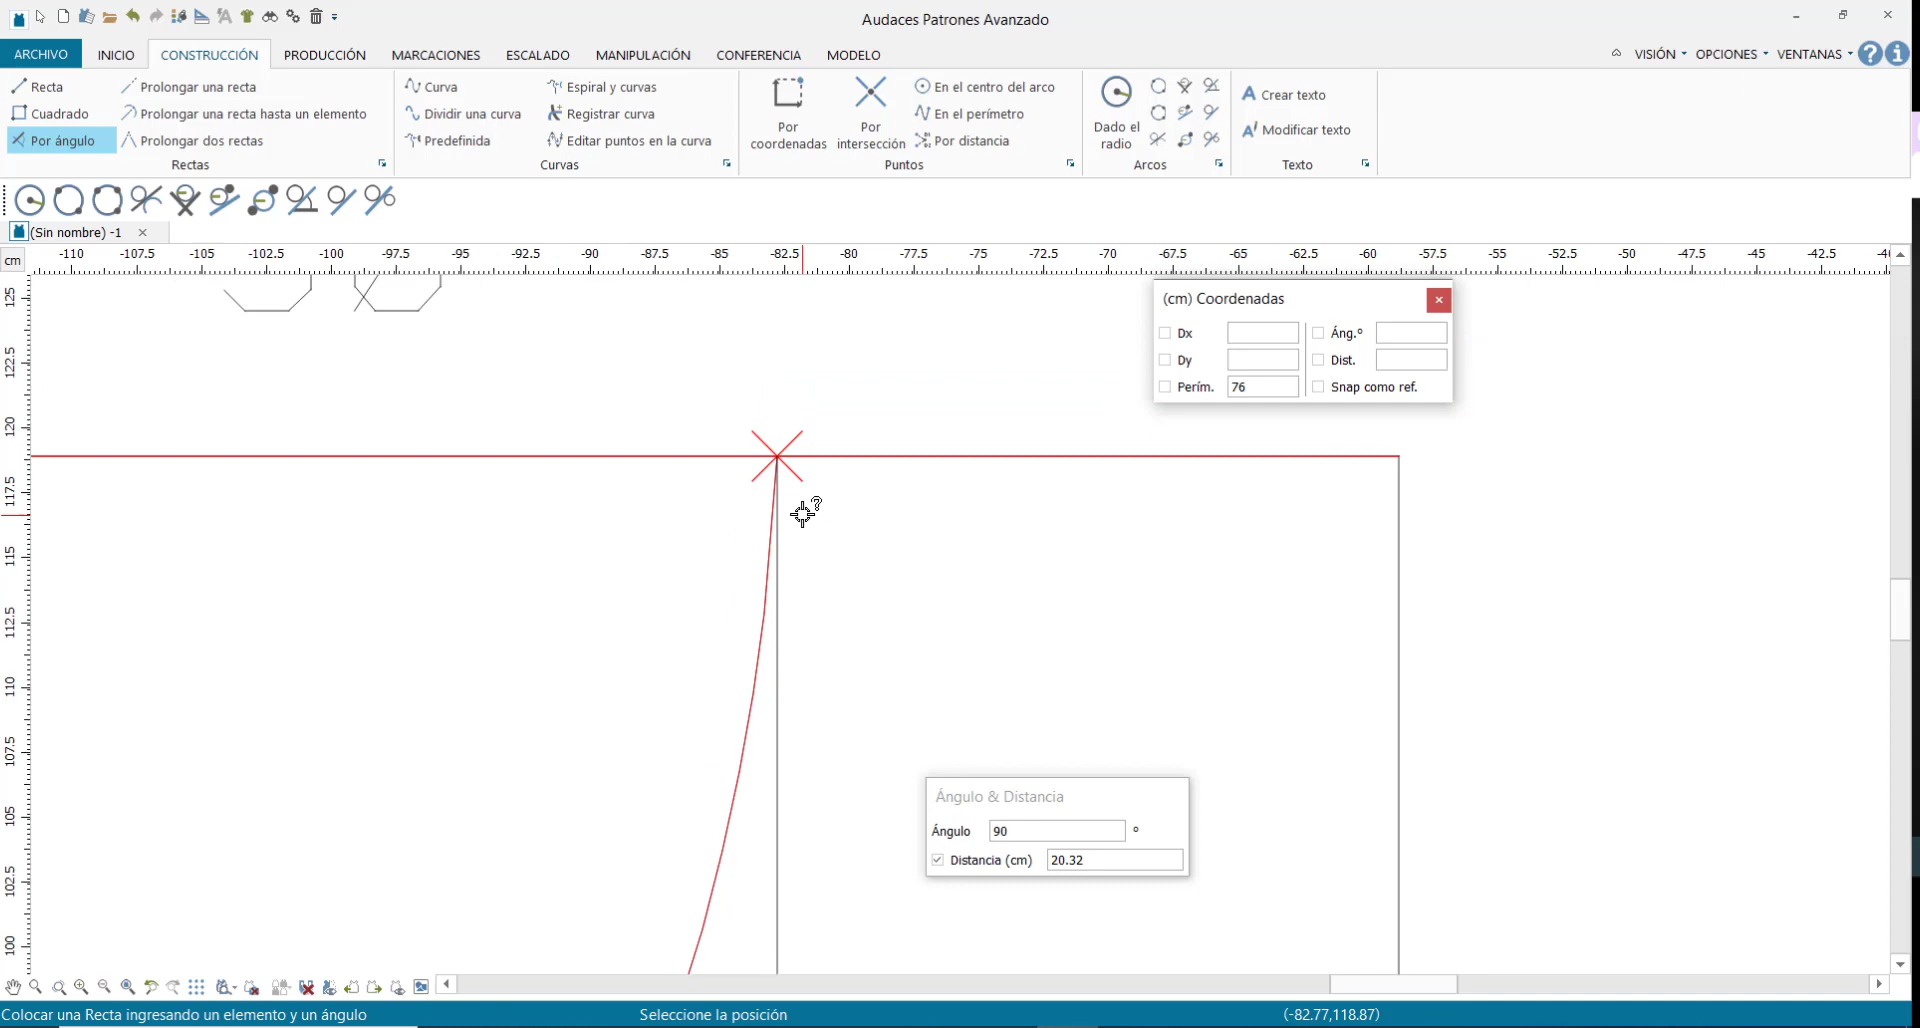 Audaces Patrones Avanzado
ARCHIVO INICIO CONSTRUCCIÓN PRODUCCIÓN MARCACIONES ESCALADO MANIPULACIÓN CONFERENCIA MODELO VISIÓN OPCIONES VENTANAS
Recta Prolongar una recta Curva Espiral y curvas En el centro del arco Crear texto
Cuadrado Prolongar una recta hasta un elemento Dividir una curva Registrar curva En el perímetro Modificar texto
Por ángulo Prolongar dos rectas Predefinida Editar puntos en la curva Por distancia
Por coordenadas Por intersección Dado el radio
Rectas Curvas Puntos Arcos Texto
(Sin nombre) -1
cm -110 -107.5 -105 -102.5 -100 -97.5 -95 -92.5 -90 -87.5 -85 -82.5 -80 -77.5 -75 -72.5 -70 -67.5 -65 -62.5 -60 -57.5 -55 -52.5 -50 -47.5 -45 -42.5
125
122.5
120
117.5
115
112.5
110
107.5
105
102.5
100
(cm) Coordenadas
Dx Áng.º
Dy Dist.
Perím. 76 Snap como ref.
Ángulo & Distancia
Ángulo 90 º
Distancia (cm) 20.32
Colocar una Recta ingresando un elemento y un ángulo Seleccione la posición (-82.77,118.87)